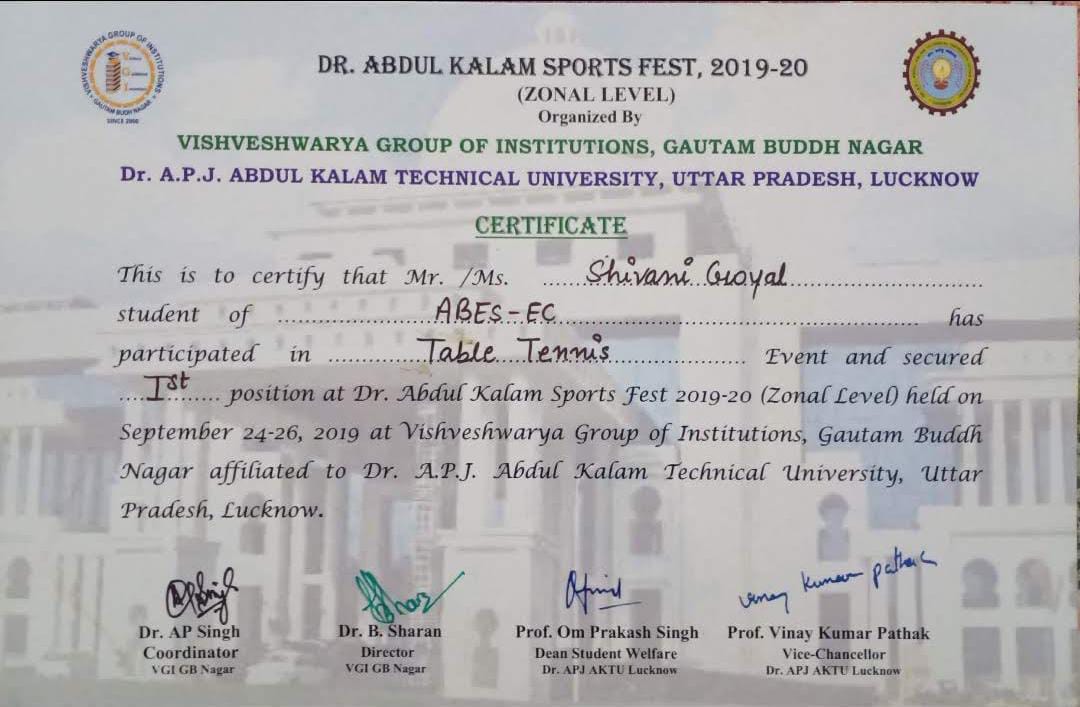 VISHVESHWARYA GROUP OF INSTITUTIONS
GAUTAM BUDH NAGAR
SINCE 2000
DR. ABDUL KALAM SPORTS FEST, 2019-20
(ZONAL LEVEL)
Organized By
VISHVESHWARYA GROUP OF INSTITUTIONS, GAUTAM BUDDH NAGAR
Dr. A.P.J. ABDUL KALAM TECHNICAL UNIVERSITY, UTTAR PRADESH, LUCKNOW
CERTIFICATE
This is to certify that Mr. /Ms. ......Shivani Goyal..............................
student of .....................ABES-EC.................................................. has
participated in ............Table Tennis................. Event and secured
....Ist....... position at Dr. Abdul Kalam Sports Fest 2019-20 (Zonal Level) held on
September 24-26, 2019 at Vishveshwarya Group of Institutions, Gautam Buddh
Nagar affiliated to Dr. A.P.J. Abdul Kalam Technical University, Uttar
Pradesh, Lucknow.
vinay kumar pathak
Dr. AP Singh Dr. B. Sharan Prof. Om Prakash Singh Prof. Vinay Kumar Pathak
Coordinator Director Dean Student Welfare Vice-Chancellor
VGI GB Nagar VGI GB Nagar Dr. APJ AKTU Lucknow Dr. APJ AKTU Lucknow